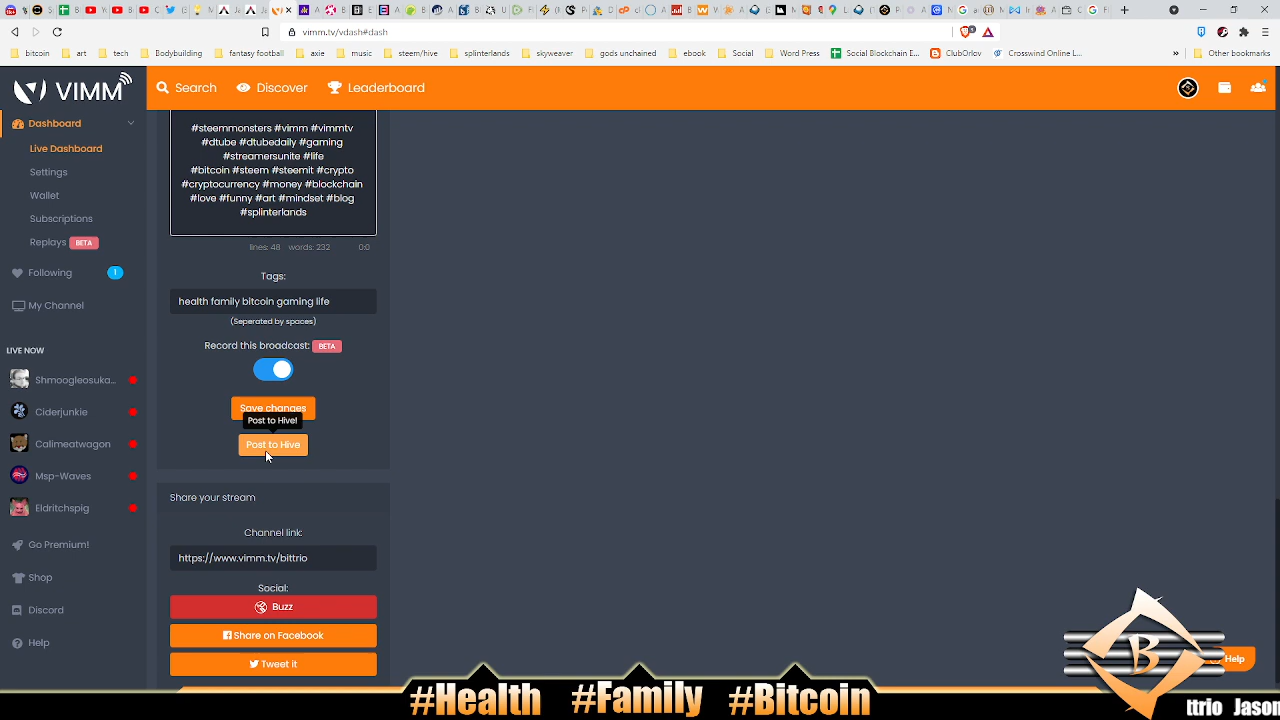 vimm.tv/vdash#dash
bitcoin art tech Bodybuilding fantasy football axie music steem/hive splinterlands skyweaver gods unchained ebook Social Word Press Social Blockchain E... ClubOrlov Crosswind Online L... » Other bookmarks
VIMM Search Discover Leaderboard
Dashboard
Live Dashboard
Settings
Wallet
Subscriptions
Replays BETA
Following 1
My Channel
LIVE NOW
Shmoogleosuka...
Ciderjunkie
Calimeatwagon
Msp-Waves
Eldritchspig
Go Premium!
Shop
Discord
Help
#steemmonsters #vimm #vimmtv
#dtube #dtubedaily #gaming
#streamersunite #life
#bitcoin #steem #steemit #crypto
#cryptocurrency #money #blockchain
#love #funny #art #mindset #blog
#splinterlands
lines: 48 words: 232 0:0
Tags:
health family bitcoin gaming life
(Seperated by spaces)
Record this broadcast: BETA
Save changes
Post to Hive!
Post to Hive
Share your stream
Channel link:
https://www.vimm.tv/bittrio
Social:
Buzz
Share on Facebook
Tweet it
B
Help
#Health #Family #Bitcoin
ttrio Jason